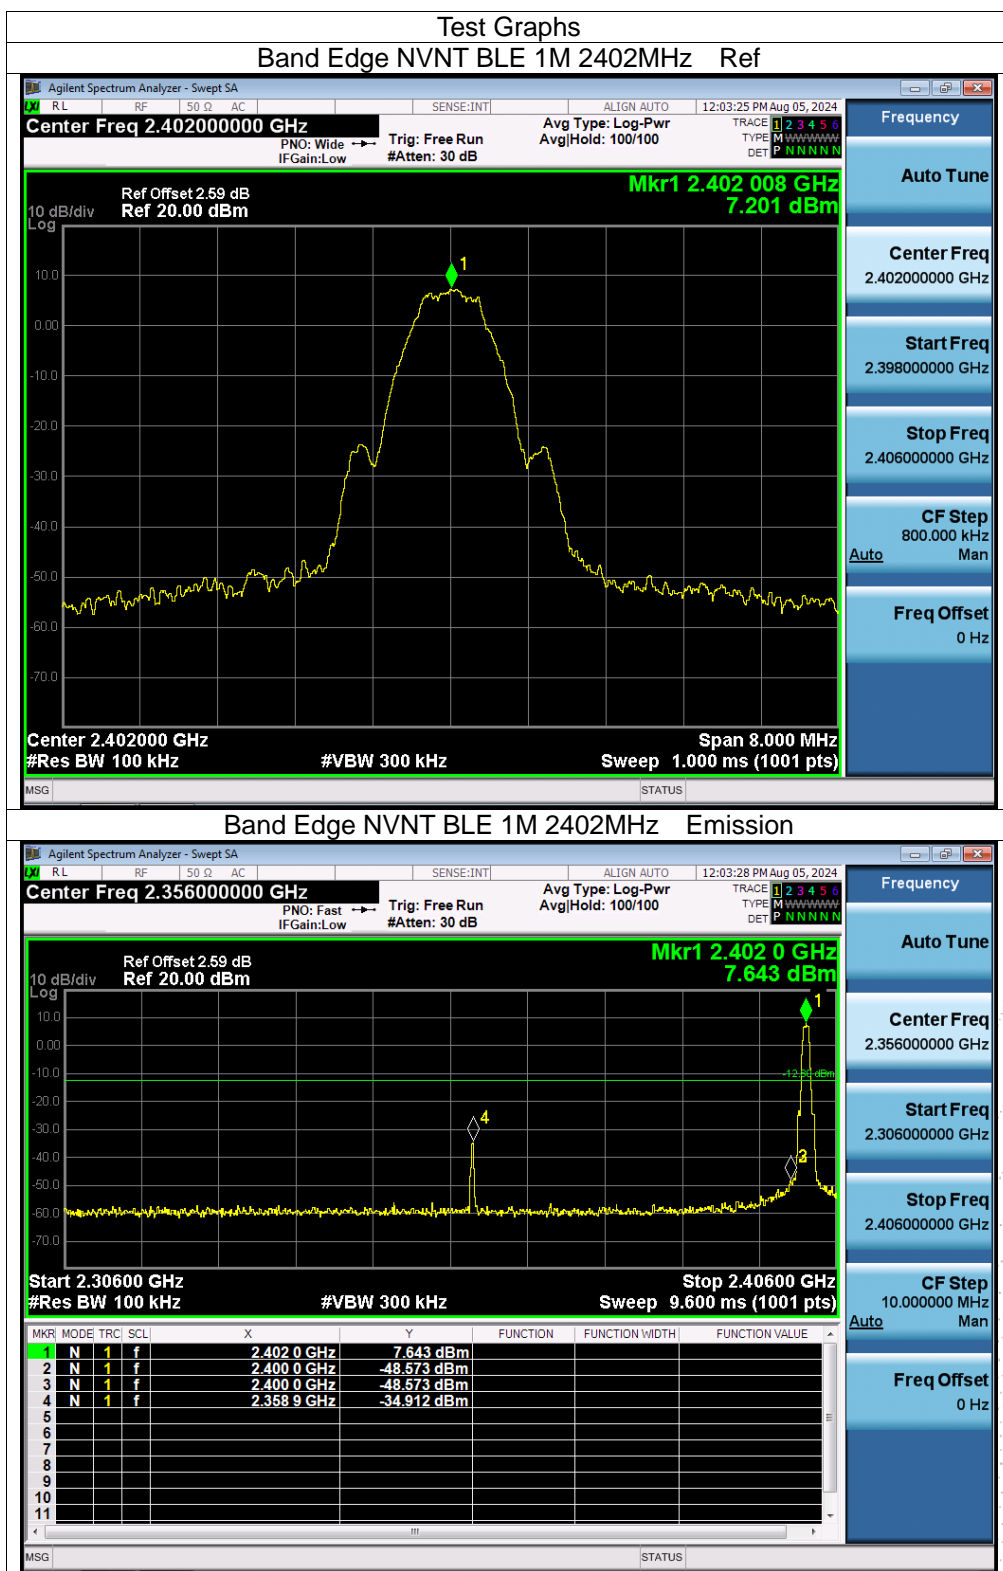 Test Graphs
Band Edge NVNT BLE 1M 2402MHz Ref
Agilent Spectrum Analyzer - Swept SA
LXI RL RF 50 Ω AC SENSE:INT ALIGN AUTO 12:03:25 PM Aug 05, 2024
Center Freq 2.402000000 GHz
PNO: Wide
IFGain:Low
Trig: Free Run
#Atten: 30 dB
Avg Type: Log-Pwr
Avg|Hold: 100/100
TRACE 1 2 3 4 5 6
TYPE M WWWWW
DET P N N N N N
Frequency
Ref Offset 2.59 dB
10 dB/div Ref 20.00 dBm
Log
Mkr1 2.402 008 GHz
7.201 dBm
Auto Tune
1
10.0
0.00
-10.0
-20.0
-30.0
-40.0
-50.0
-60.0
-70.0
Center Freq
2.402000000 GHz
Start Freq
2.398000000 GHz
Stop Freq
2.406000000 GHz
CF Step
800.000 kHz
Auto Man
Freq Offset
0 Hz
Center 2.402000 GHz Span 8.000 MHz
#Res BW 100 kHz #VBW 300 kHz Sweep 1.000 ms (1001 pts)
MSG STATUS
Band Edge NVNT BLE 1M 2402MHz Emission
Agilent Spectrum Analyzer - Swept SA
LXI RL RF 50 Ω AC SENSE:INT ALIGN AUTO 12:03:28 PM Aug 05, 2024
Center Freq 2.356000000 GHz
PNO: Fast
IFGain:Low
Trig: Free Run
#Atten: 30 dB
Avg Type: Log-Pwr
Avg|Hold: 100/100
TRACE 1 2 3 4 5 6
TYPE M WWWWW
DET P N N N N N
Frequency
Ref Offset 2.59 dB
10 dB/div Ref 20.00 dBm
Log
Mkr1 2.402 0 GHz
7.643 dBm
Auto Tune
1
10.0
0.00
-10.0
-12.80 dBm
-20.0
4
-30.0
-40.0
-50.0
-60.0
-70.0
Center Freq
2.356000000 GHz
Start Freq
2.306000000 GHz
Stop Freq
2.406000000 GHz
CF Step
10.000000 MHz
Auto Man
Freq Offset
0 Hz
Start 2.30600 GHz Stop 2.40600 GHz
#Res BW 100 kHz #VBW 300 kHz Sweep 9.600 ms (1001 pts)
MKR MODE TRC SCL X Y FUNCTION FUNCTION WIDTH FUNCTION VALUE
1 N 1 f 2.402 0 GHz 7.643 dBm
2 N 1 f 2.400 0 GHz -48.573 dBm
3 N 1 f 2.400 0 GHz -48.573 dBm
4 N 1 f 2.358 9 GHz -34.912 dBm
5
6
7
8
9
10
11
MSG STATUS